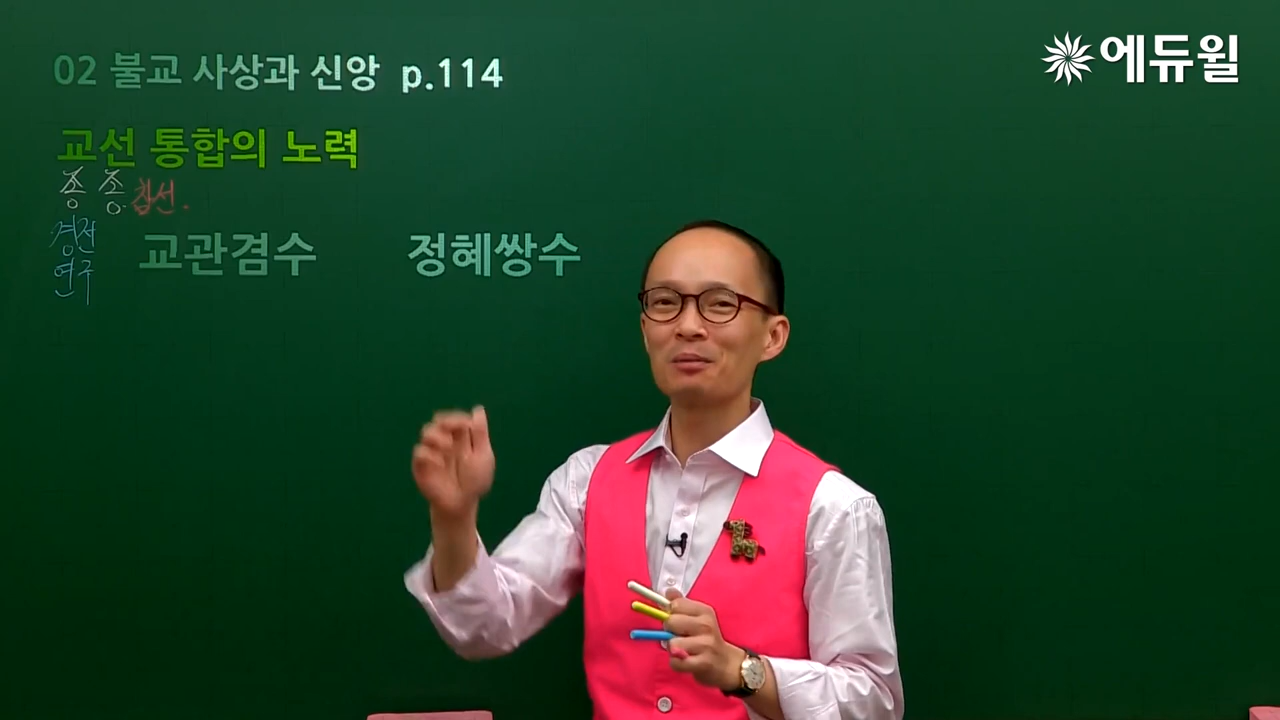 02 불교 사상과 신앙 p.114
에듀윌
교선 통합의 노력
종 종 참선.
경전
연구
교관겸수 정혜쌍수